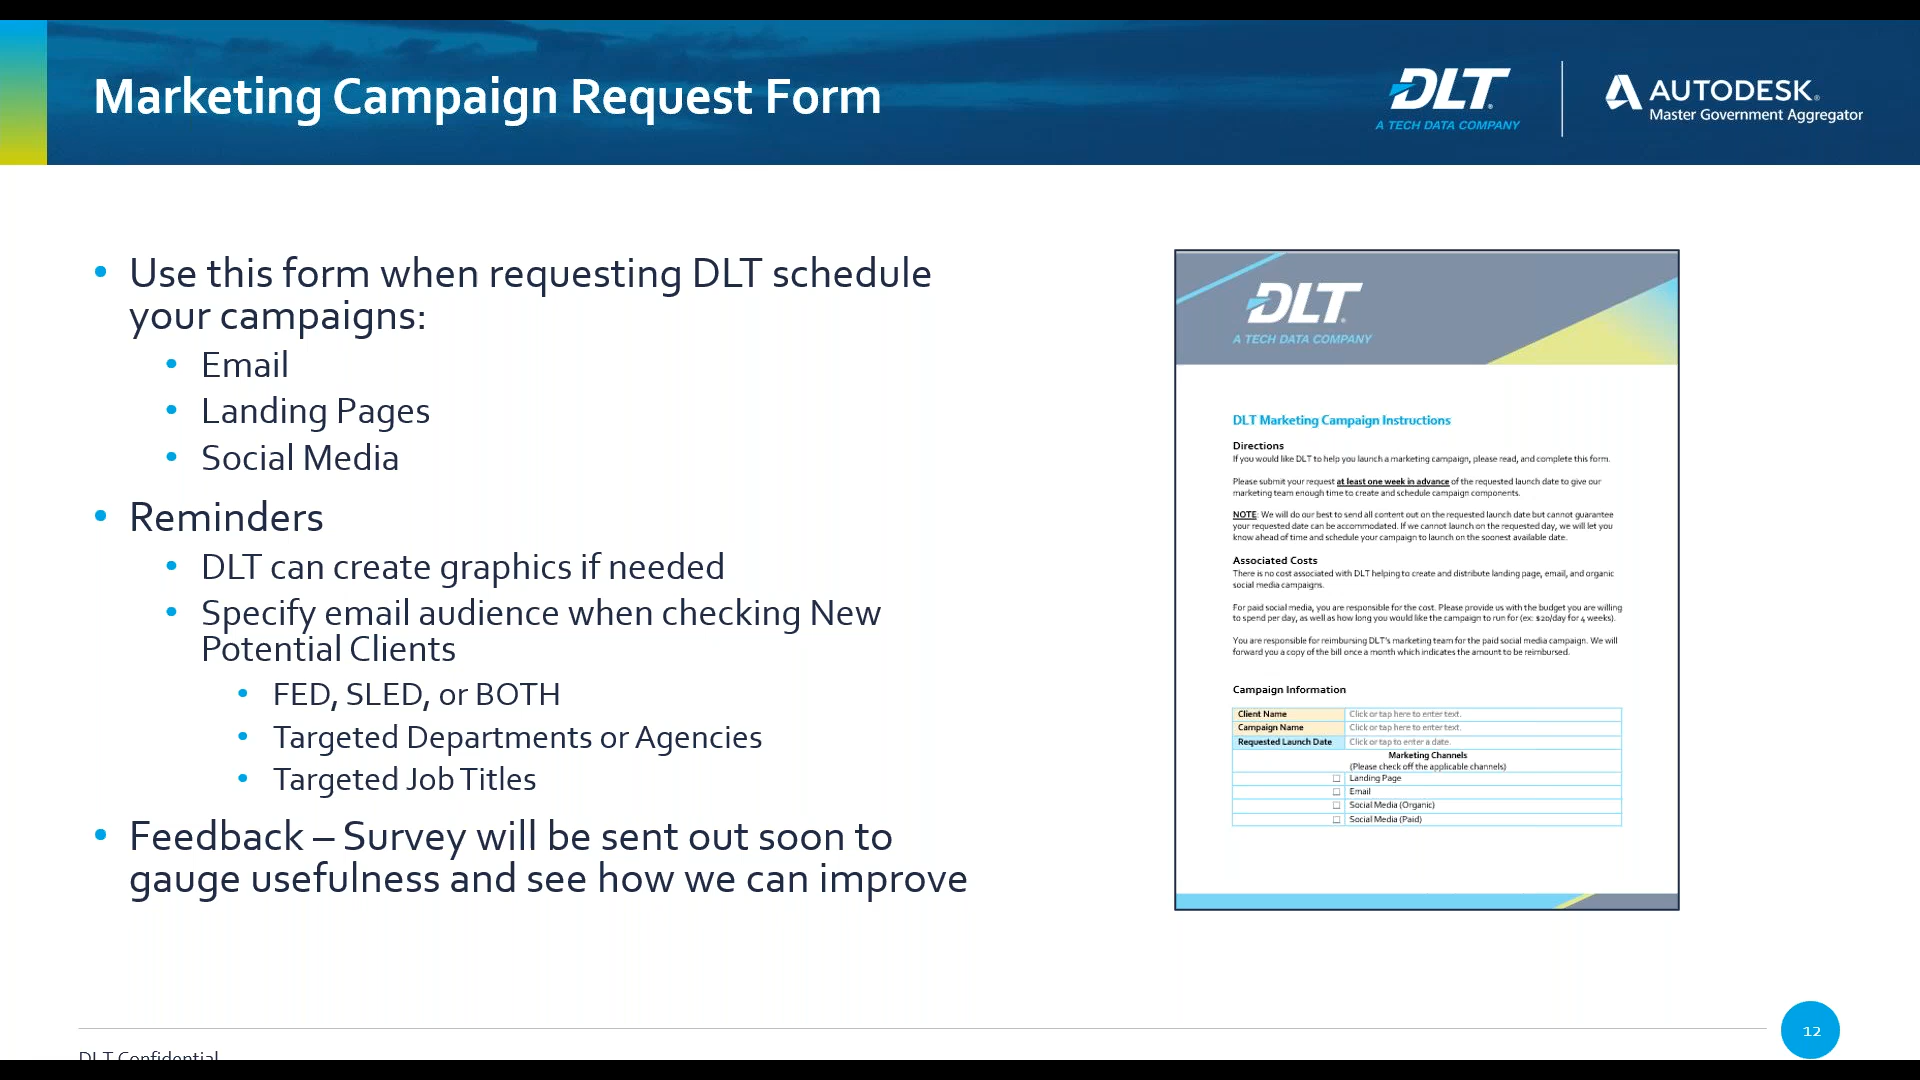 Marketing Campaign Request Form
DLT
A TECH DATA COMPANY
AUTODESK
Master Government Aggregator
• Use this form when requesting DLT schedule
your campaigns:
• Email
• Landing Pages
• Social Media
• Reminders
• DLT can create graphics if needed
• Specify email audience when checking New
Potential Clients
• FED, SLED, or BOTH
• Targeted Departments or Agencies
• Targeted Job Titles
• Feedback – Survey will be sent out soon to
gauge usefulness and see how we can improve
DLT
A TECH DATA COMPANY
DLT Marketing Campaign Instructions
Directions
If you would like DLT to help you launch a marketing campaign, please read, and complete this form.
Please submit your request at least one week in advance of the requested launch date to give our
marketing team enough time to create and schedule campaign components.
NOTE: We will do our best to send all content out on the requested launch date but cannot guarantee
your requested date can be accommodated. If we cannot launch on the requested day, we will let you
know ahead of time and schedule your campaign to launch on the soonest available date.
Associated Costs
There is no cost associated with DLT helping to create and distribute landing page, email, and organic
social media campaigns.
For paid social media, you are responsible for the cost. Please provide us with the budget you are willing
to spend per day, as well as how long you would like the campaign to run for (ex: $20/day for 4 weeks).
You are responsible for reimbursing DLT's marketing team for the paid social media campaign. We will
forward you a copy of the bill once a month which indicates the amount to be reimbursed.
Campaign Information
Client Name Click or tap here to enter text.
Campaign Name Click or tap here to enter text.
Requested Launch Date Click or tap to enter a date.
Marketing Channels
(Please check off the applicable channels)
☐ Landing Page
☐ Email
☐ Social Media (Organic)
☐ Social Media (Paid)
DLT Confidential
12